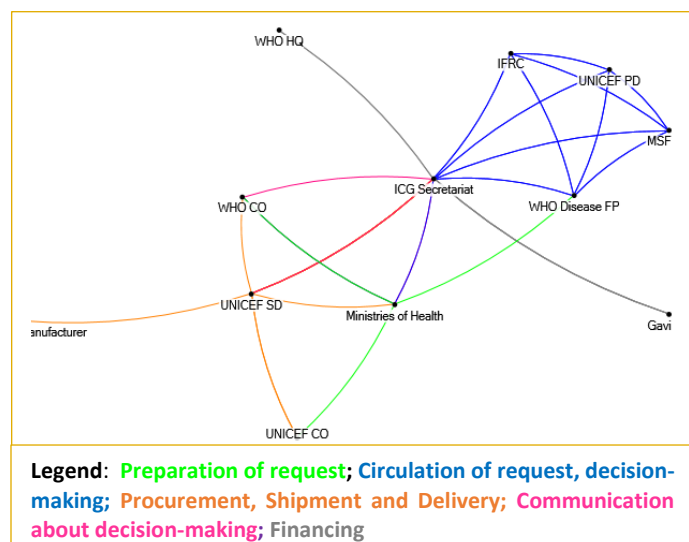 WHO HQ
IFRC
UNICEF PD
MSF
ICG Secretariat
WHO CO
WHO Disease FP
UNICEF SD
Ministries of Health
anufacturer
Gavi
UNICEF CO
Legend: Preparation of request; Circulation of request, decision-
making; Procurement, Shipment and Delivery; Communication
about decision-making; Financing